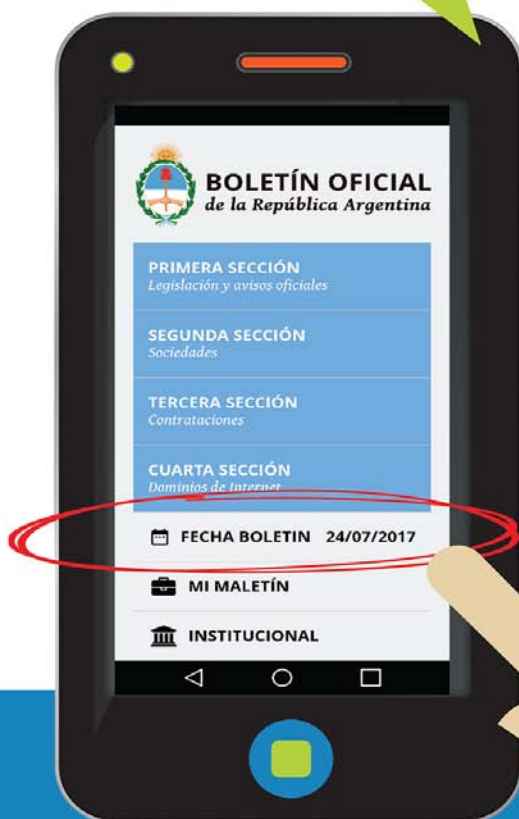 BOLETÍN OFICIAL
de la República Argentina
PRIMERA SECCIÓN
Legislación y avisos oficiales
SEGUNDA SECCIÓN
Sociedades
TERCERA SECCIÓN
Contrataciones
CUARTA SECCIÓN
Dominios de Internet
FECHA BOLETIN 24/07/2017
MI MALETÍN
INSTITUCIONAL